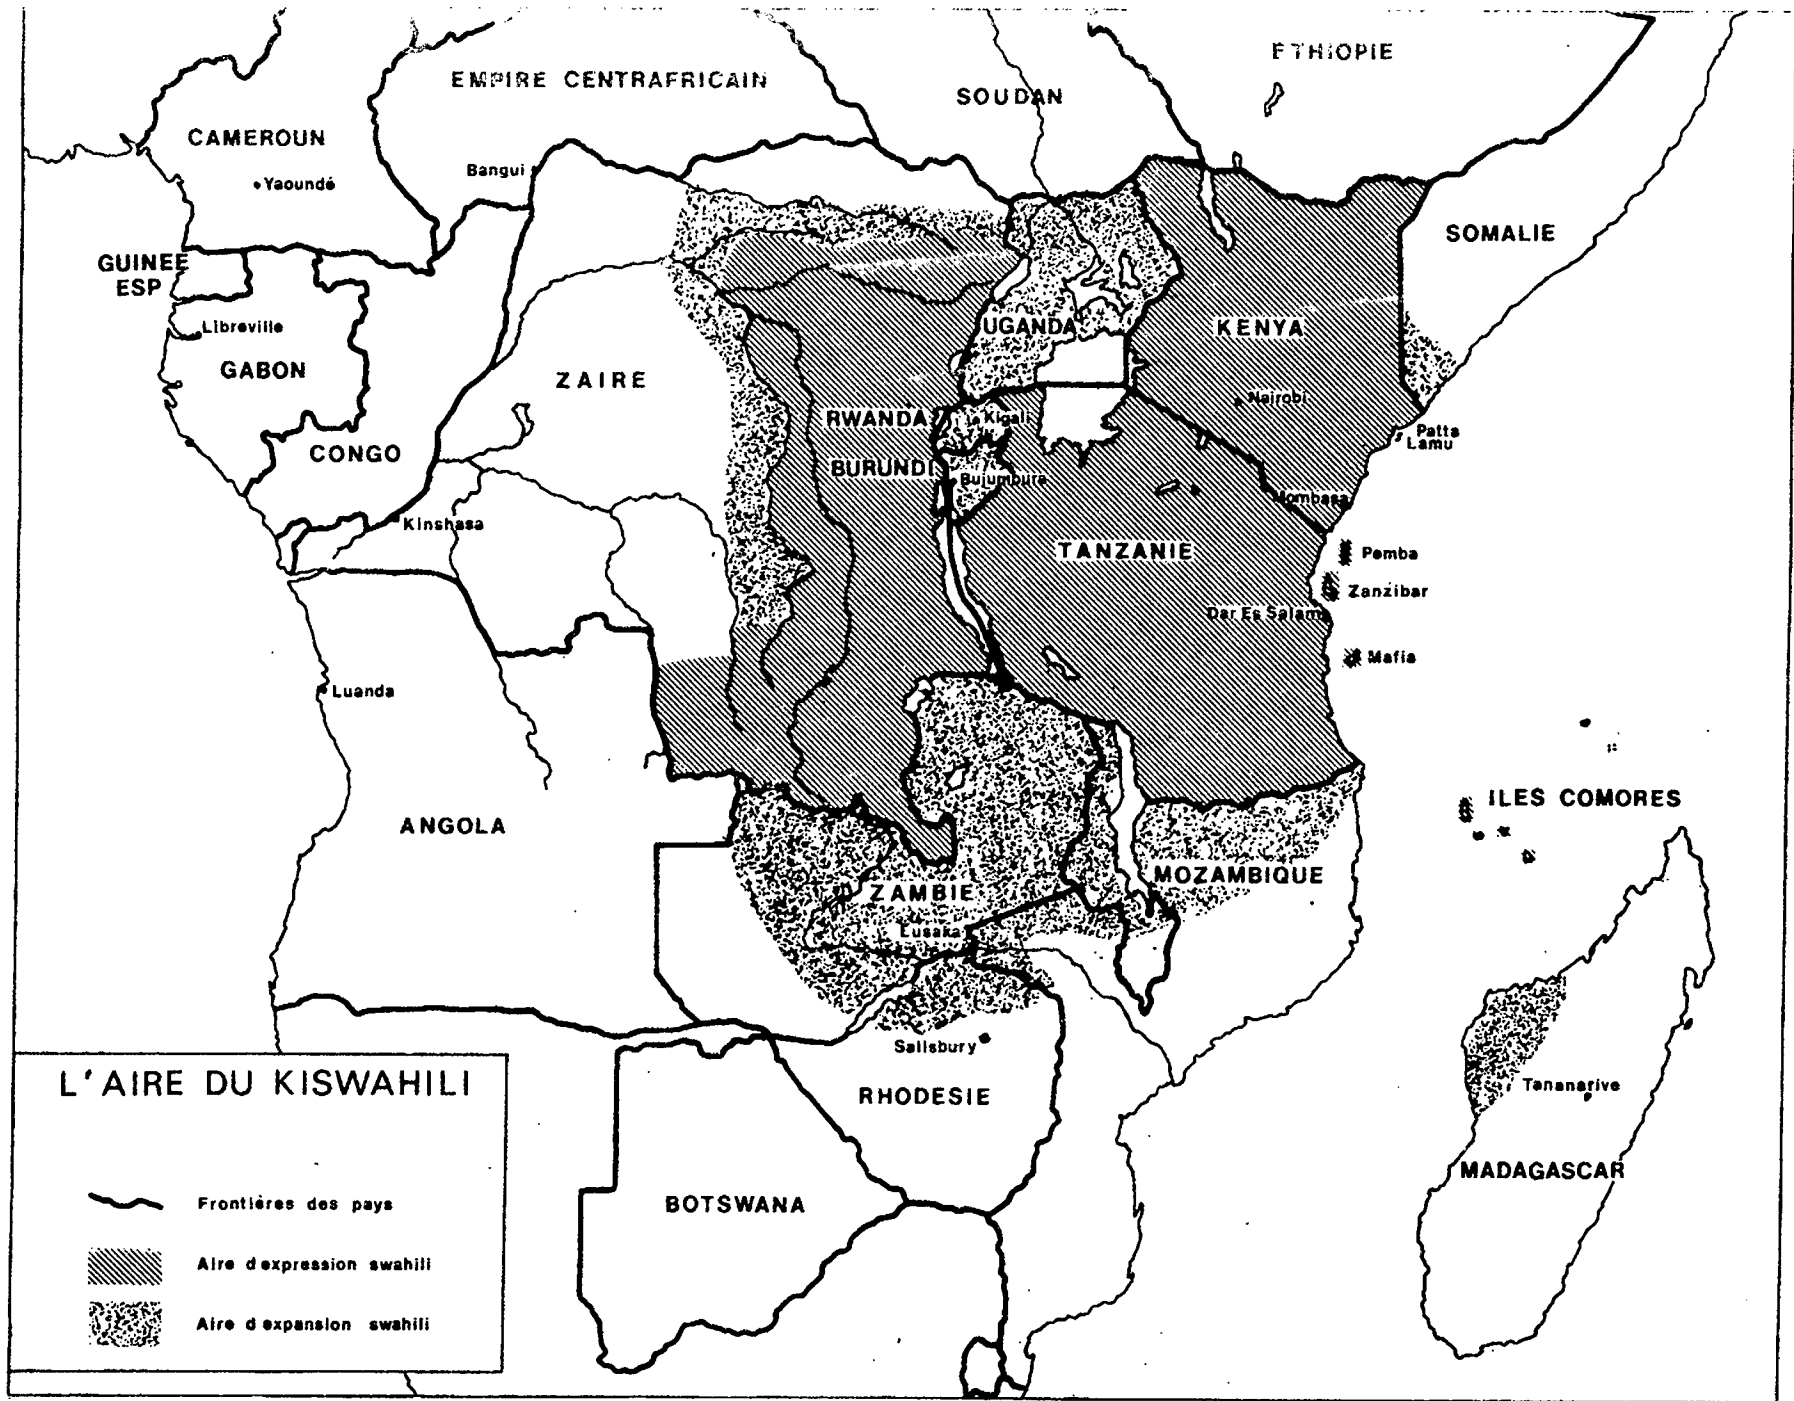 ETHIOPIE
EMPIRE CENTRAFRICAIN
SOUDAN
CAMEROUN
Yaoundé
Bangui
SOMALIE
GUINEE
ESP
Libreville
UGANDA
KENYA
GABON
ZAIRE
Nairobi
RWANDA
Kigali
Patta
Lamu
CONGO
BURUNDI
Bujumbura
Mombasa
Kinshasa
TANZANIE
Pemba
Zanzibar
Dar Es Salam
Mafia
Luanda
ILES COMORES
ANGOLA
MOZAMBIQUE
ZAMBIE
Lusaka
Salisbury
L'AIRE DU KISWAHILI
Tananarive
RHODESIE
MADAGASCAR
BOTSWANA
Frontières des pays
Aire d expression swahili
Aire d expansion swahili